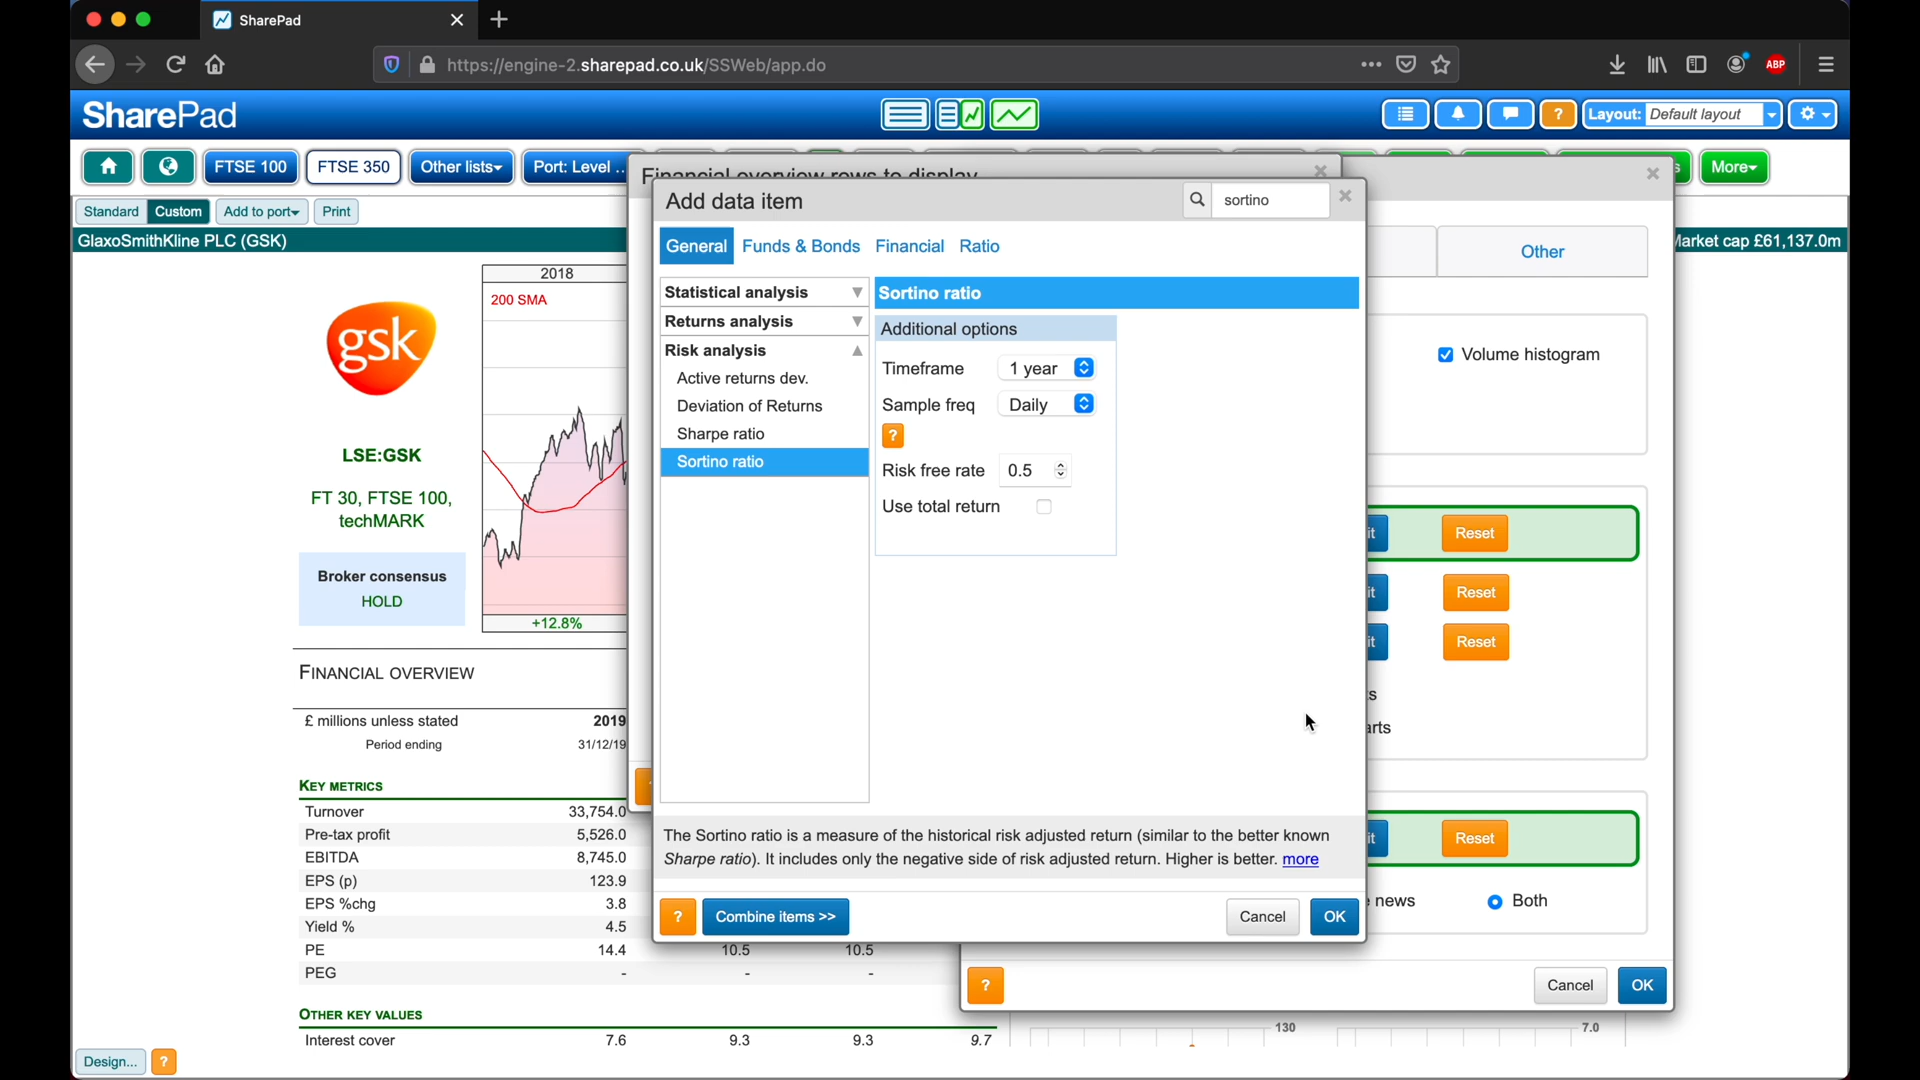 SharePad
https://engine-2.sharepad.co.uk/SSWeb/app.do
ABP
SharePad
?
Layout: Default layout
FTSE 100
FTSE 350
Other lists
Port: Level ..
More
Standard
Custom
Add to port
Print
GlaxoSmithKline PLC (GSK)
Market cap £61,137.0m
gsk
LSE:GSK
FT 30, FTSE 100,
techMARK
Broker consensus
HOLD
2018
200 SMA
+12.8%
FINANCIAL OVERVIEW
£ millions unless stated 2019
Period ending 31/12/19
KEY METRICS
Turnover 33,754.0
Pre-tax profit 5,526.0
EBITDA 8,745.0
EPS (p) 123.9
EPS %chg 3.8
Yield % 4.5
PE 14.4 10.5 10.5
PEG - - -
OTHER KEY VALUES
Interest cover 7.6 9.3 9.3 9.7
Design...
?
Financial overview rows to display
Add data item
sortino
General
Funds & Bonds
Financial
Ratio
Statistical analysis
Returns analysis
Risk analysis
Active returns dev.
Deviation of Returns
Sharpe ratio
Sortino ratio
Sortino ratio
Additional options
Timeframe 1 year
Sample freq Daily
?
Risk free rate 0.5
Use total return
The Sortino ratio is a measure of the historical risk adjusted return (similar to the better known
Sharpe ratio). It includes only the negative side of risk adjusted return. Higher is better. more
?
Combine items >>
Cancel
OK
Other
Volume histogram
Reset
Reset
Reset
Reset
news
Both
?
Cancel
OK
130
7.0